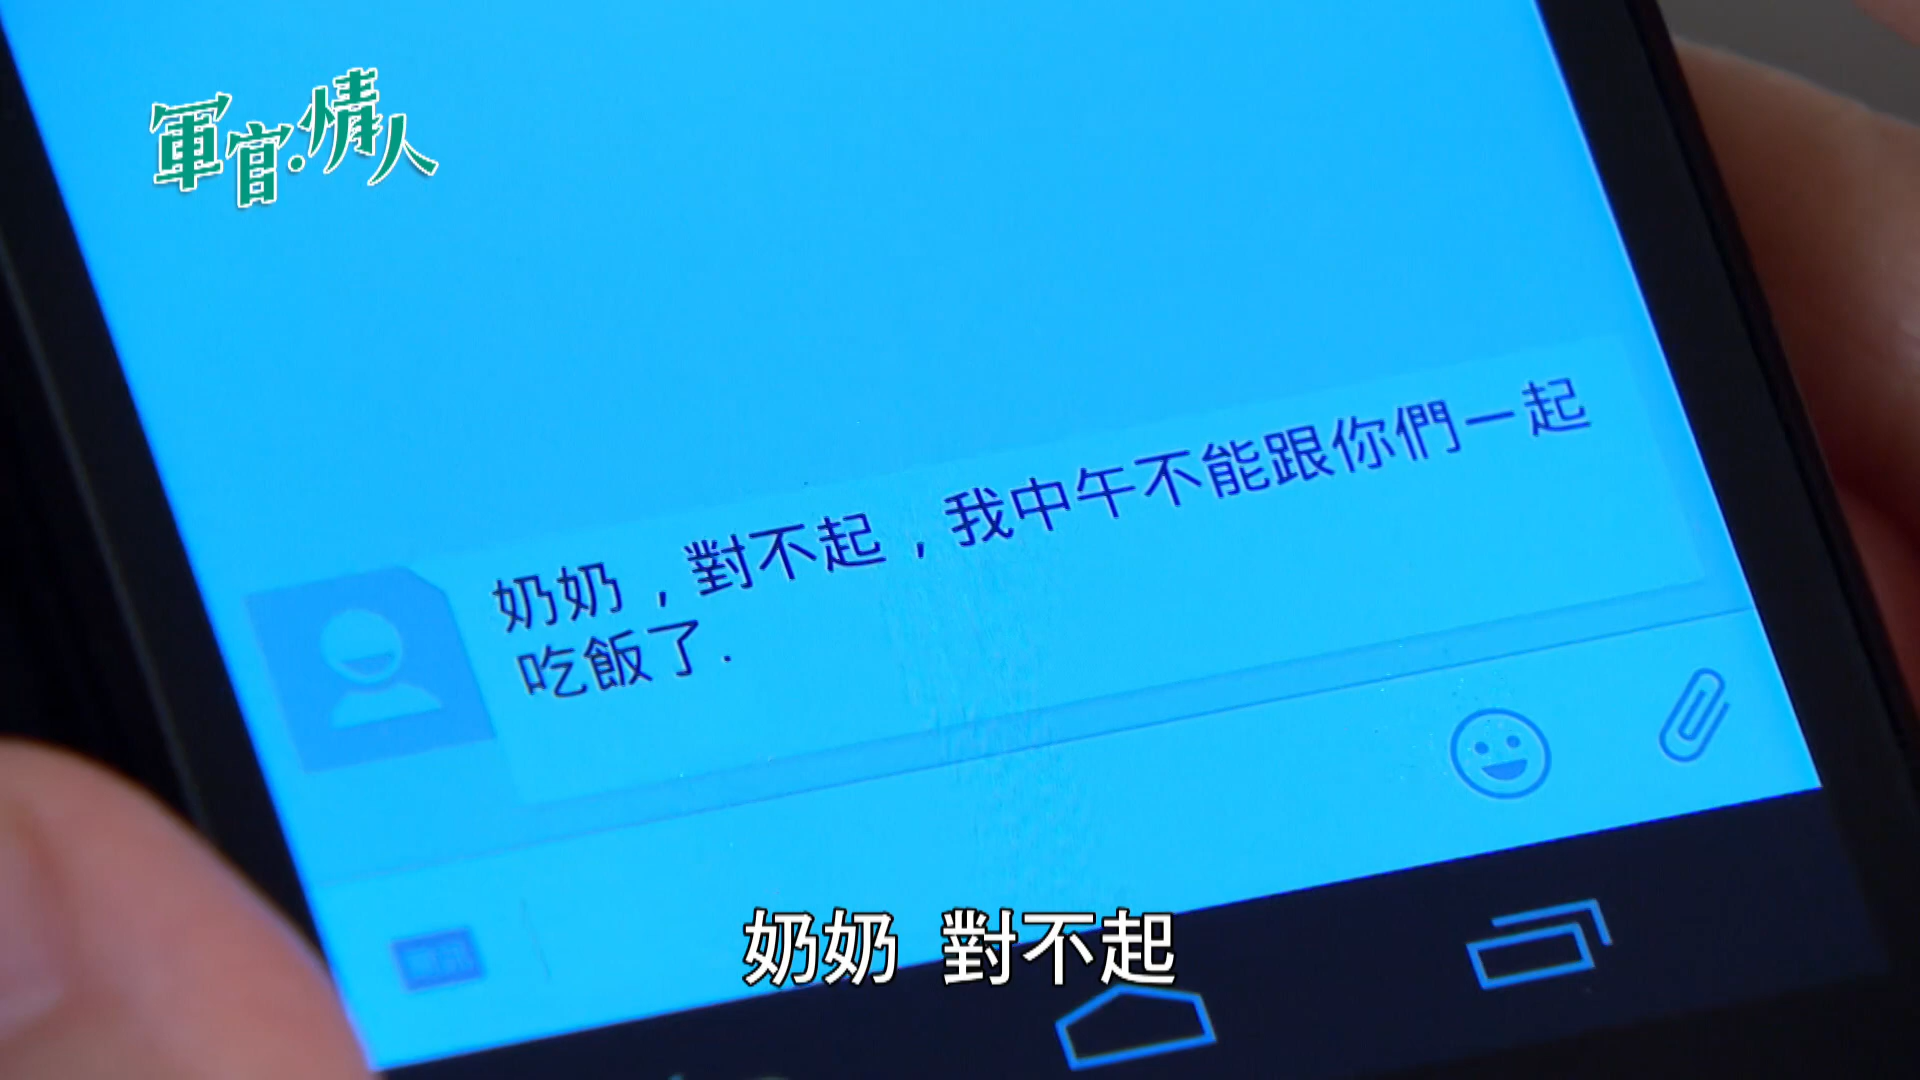 軍官·情人
奶奶，對不起，我中午不能跟你們一起
吃飯了.
奶奶 對不起